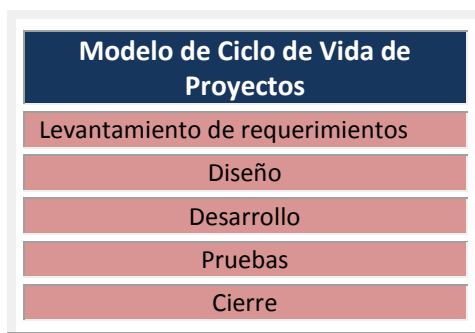 Modelo de Ciclo de Vida de
Proyectos
Levantamiento de requerimientos
Diseño
Desarrollo
Pruebas
Cierre